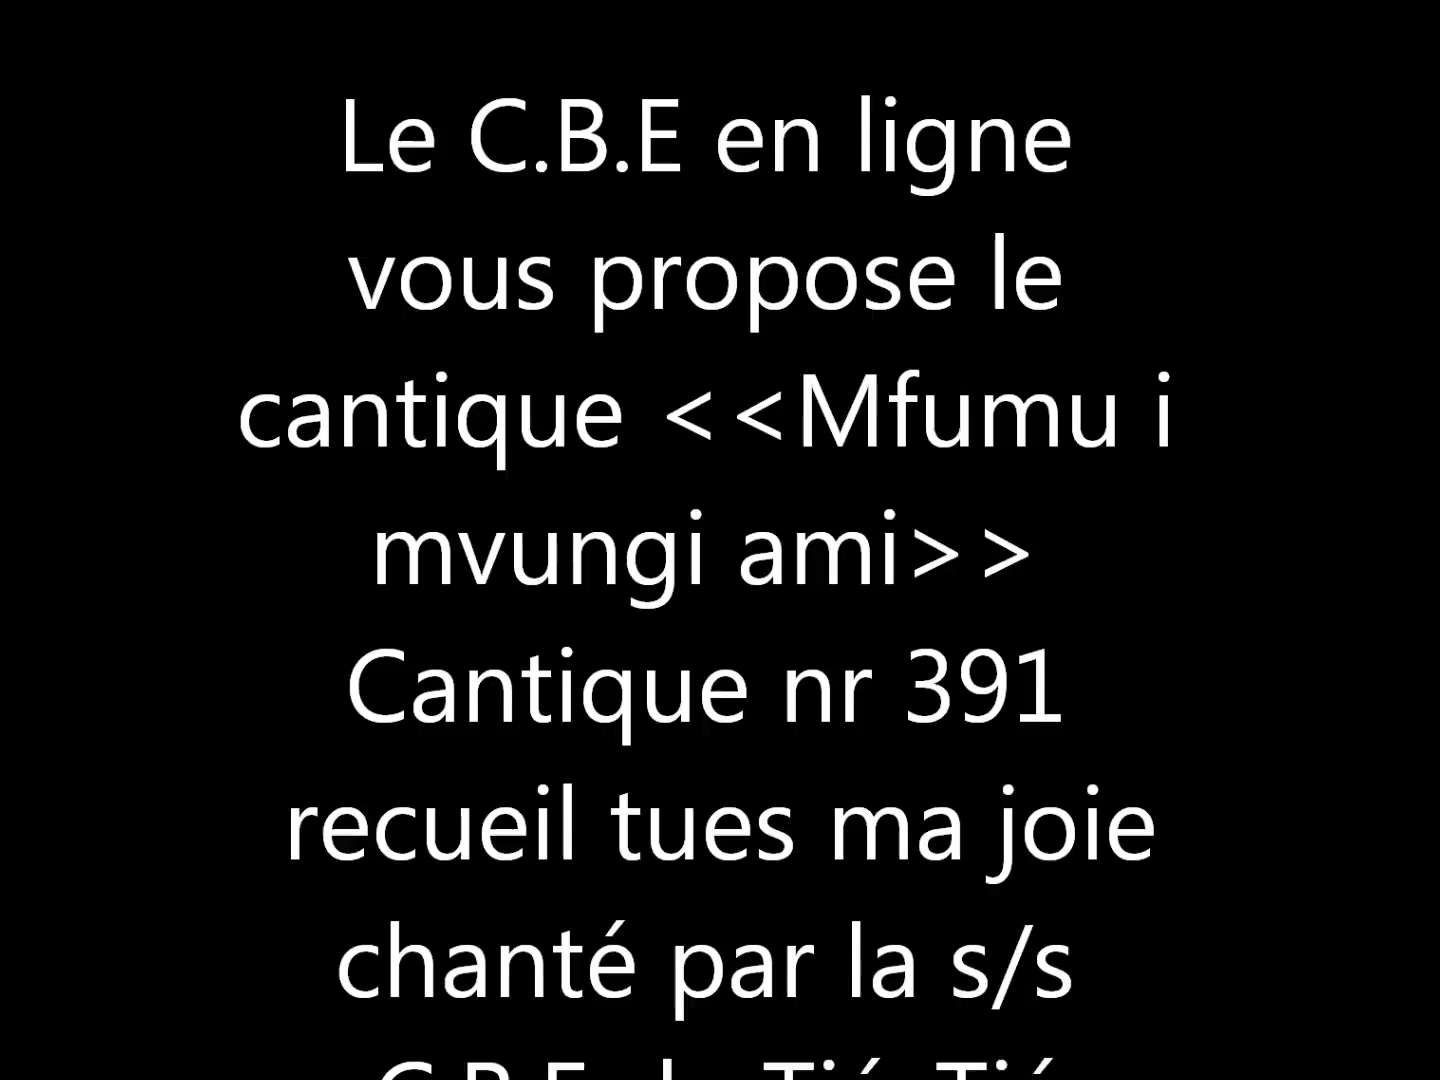 Le C.B.E en ligne
vous propose le
cantique <<Mfumu i
mvungi ami>>
Cantique nr 391
recueil tues ma joie
chanté par la s/s